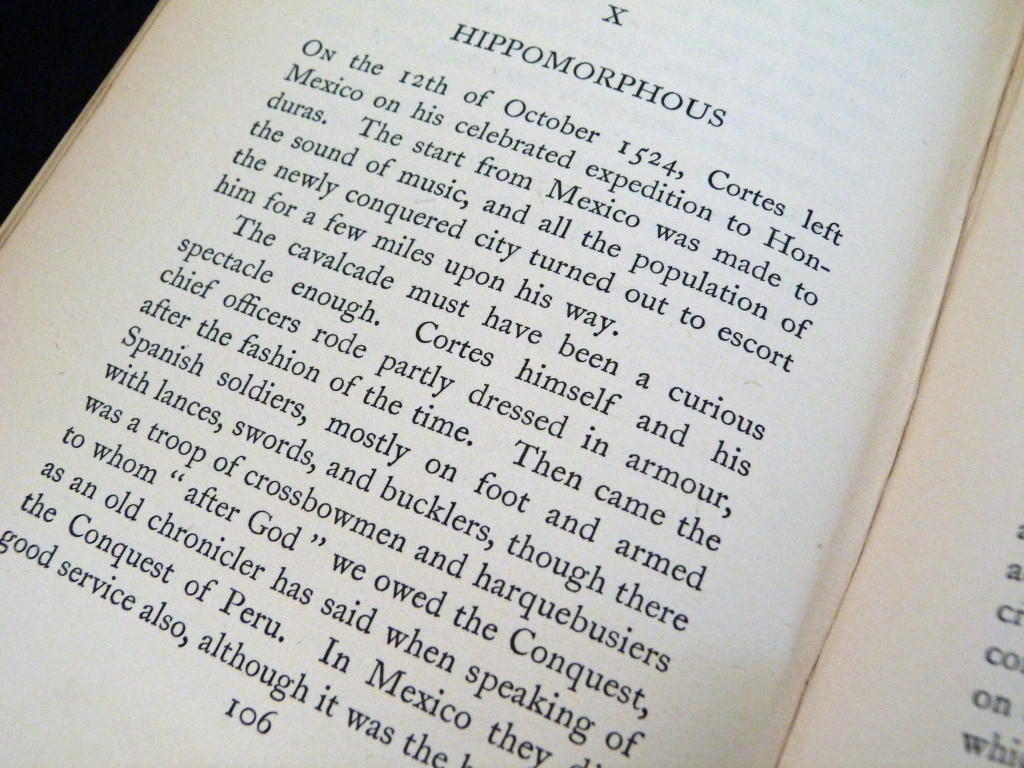 X
HIPPOMORPHOUS
ON the 12th of October 1524, Cortes left
Mexico on his celebrated expedition to Hon-
duras. The start from Mexico was made to
the sound of music, and all the population of
the newly conquered city turned out to escort
him for a few miles upon his way.
The cavalcade must have been a curious
spectacle enough. Cortes himself and his
chief officers rode partly dressed in armour,
after the fashion of the time. Then came the
Spanish soldiers, mostly on foot and armed
with lances, swords, and bucklers, though there
was a troop of crossbowmen and harquebusiers
to whom "after God" we owed the Conquest,
as an old chronicler has said when speaking of
the Conquest of Peru. In Mexico they
good service also, although it was the
106
on